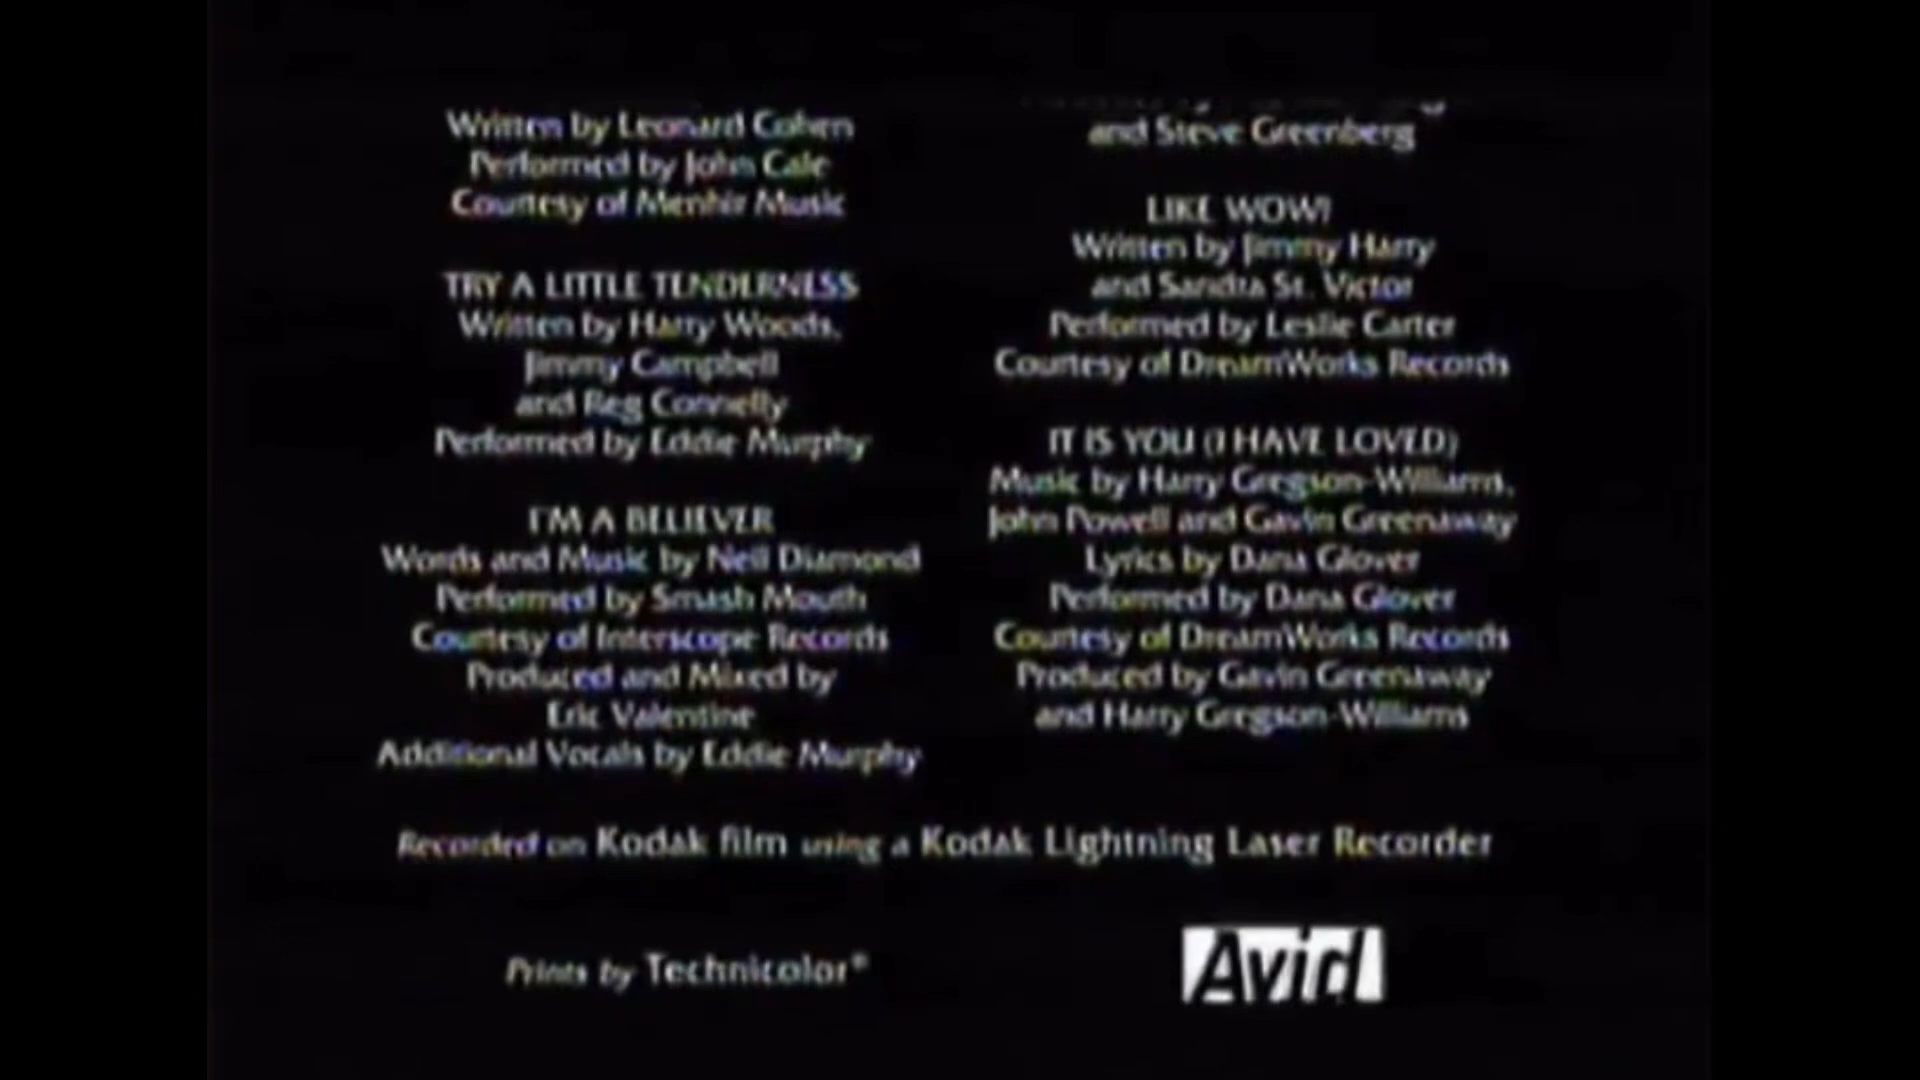 Written by Leonard Cohen
Performed by John Cale
Courtesy of Menhir Music
TRY A LITTLE TENDERNESS
Written by Harry Woods,
Jimmy Campbell
and Reg Connelly
Performed by Eddie Murphy
I'M A BELIEVER
Words and Music by Neil Diamond
Performed by Smash Mouth
Courtesy of Interscope Records
Produced and Mixed by
Eric Valentine
Additional Vocals by Eddie Murphy
and Steve Greenberg
LIKE WOW!
Written by Jimmy Harry
and Sandra St. Victor
Performed by Leslie Carter
Courtesy of DreamWorks Records
IT IS YOU (I HAVE LOVED)
Music by Harry Gregson-Williams,
John Powell and Gavin Greenaway
Lyrics by Dana Glover
Performed by Dana Glover
Courtesy of DreamWorks Records
Produced by Gavin Greenaway
and Harry Gregson-Williams
Recorded on Kodak film using a Kodak Lightning Laser Recorder
Prints by Technicolor®
Avid